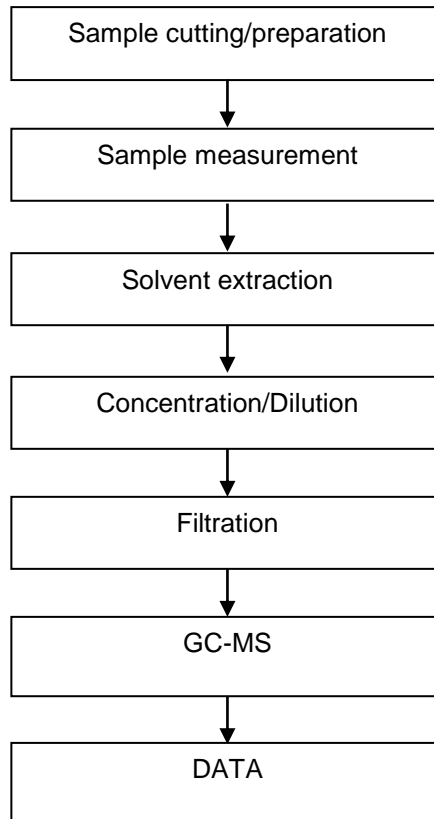 Sample cutting/preparation
Sample measurement
Solvent extraction
Concentration/Dilution
Filtration
GC-MS
DATA